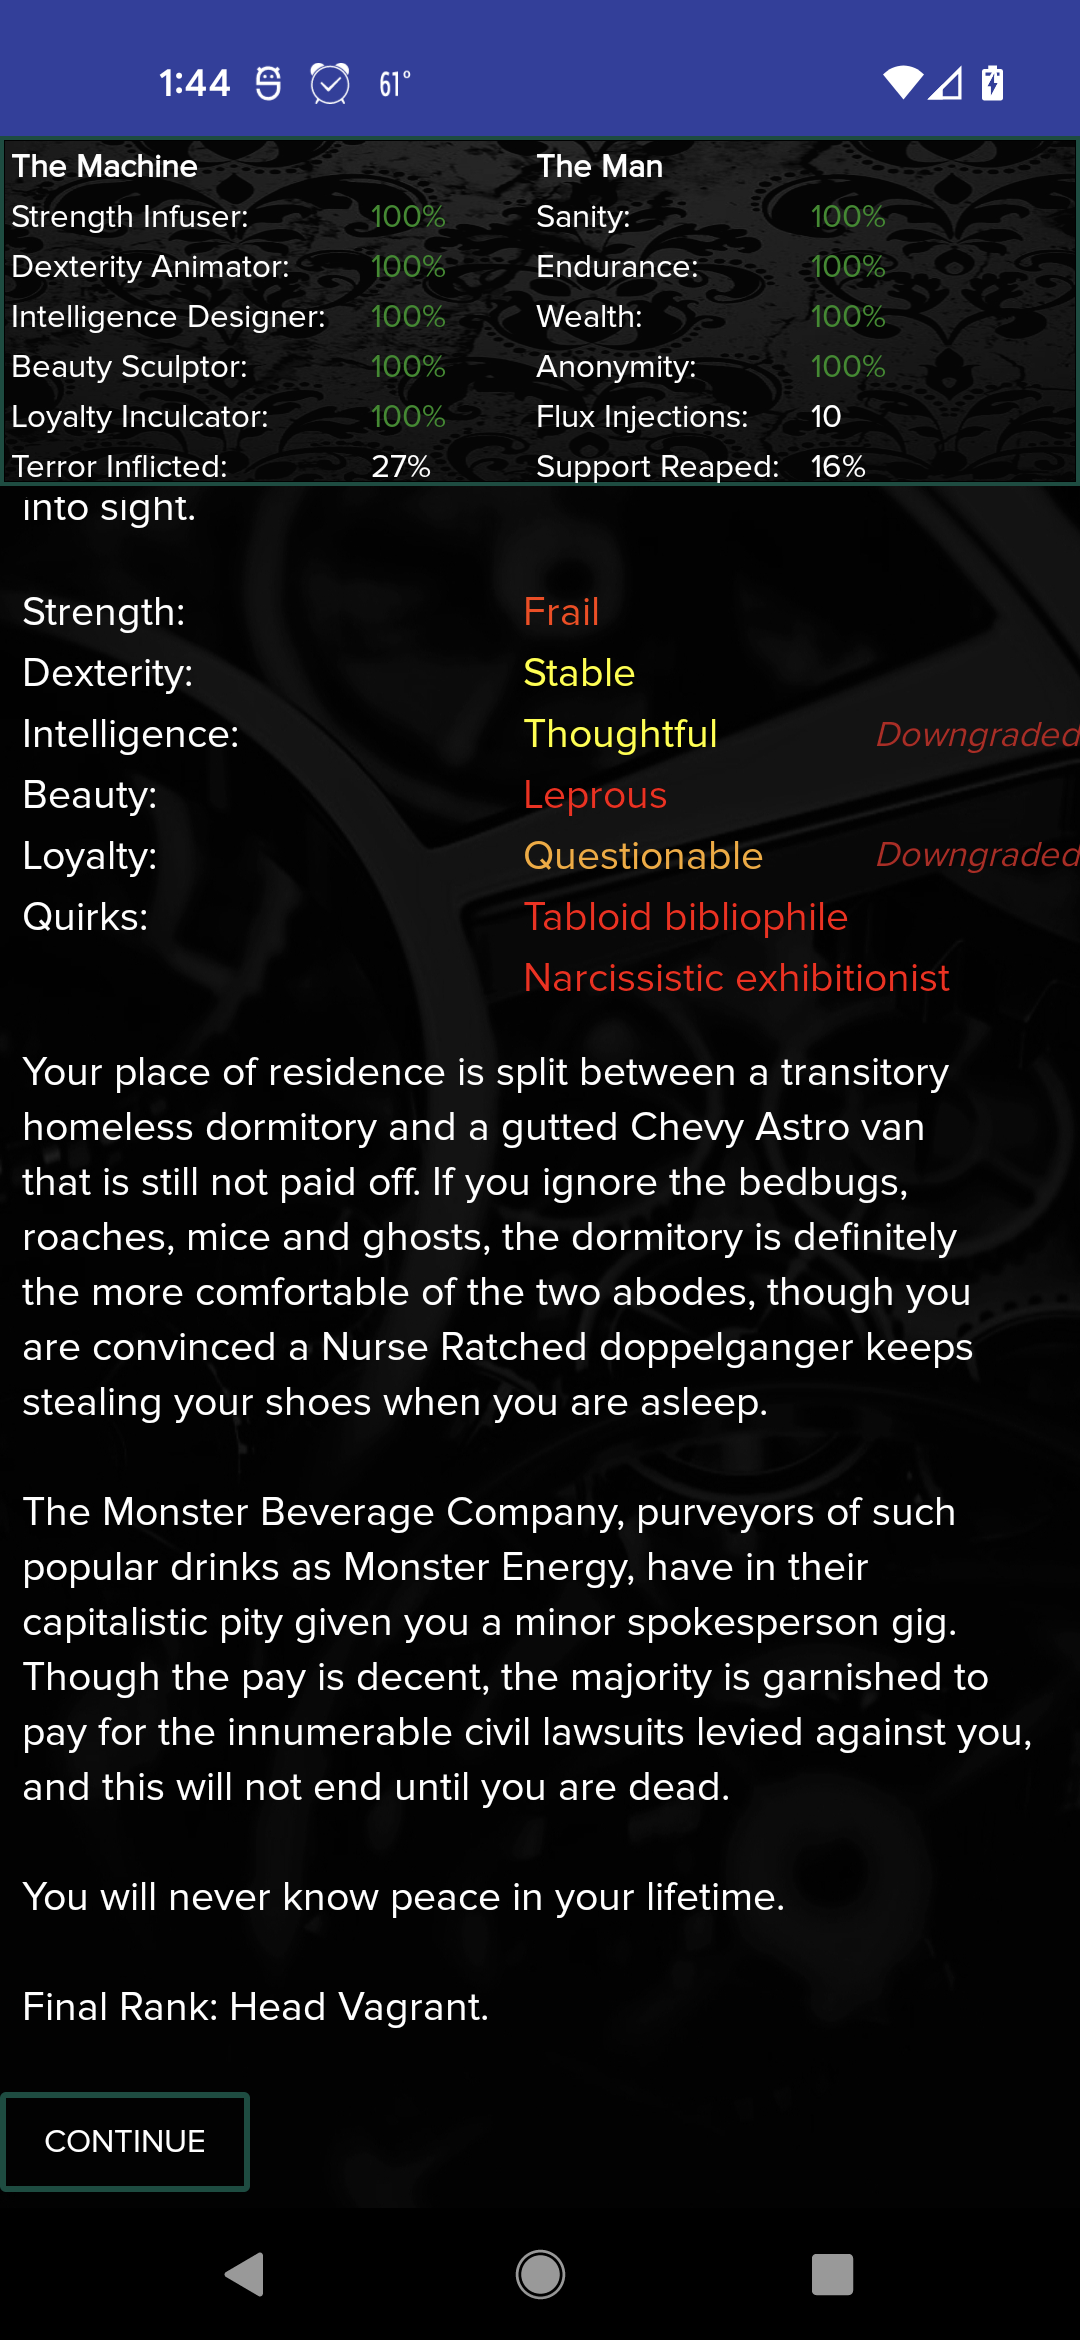 1:44 61°
The Machine The Man
Strength Infuser: 100% Sanity: 100%
Dexterity Animator: 100% Endurance: 100%
Intelligence Designer: 100% Wealth: 100%
Beauty Sculptor: 100% Anonymity: 100%
Loyalty Inculcator: 100% Flux Injections: 10
Terror Inflicted: 27% Support Reaped: 16%
into sight.
Strength: Frail
Dexterity: Stable
Intelligence: Thoughtful Downgraded
Beauty: Leprous
Loyalty: Questionable Downgraded
Quirks: Tabloid bibliophile
Narcissistic exhibitionist
Your place of residence is split between a transitory
homeless dormitory and a gutted Chevy Astro van
that is still not paid off. If you ignore the bedbugs,
roaches, mice and ghosts, the dormitory is definitely
the more comfortable of the two abodes, though you
are convinced a Nurse Ratched doppelganger keeps
stealing your shoes when you are asleep.
The Monster Beverage Company, purveyors of such
popular drinks as Monster Energy, have in their
capitalistic pity given you a minor spokesperson gig.
Though the pay is decent, the majority is garnished to
pay for the innumerable civil lawsuits levied against you,
and this will not end until you are dead.
You will never know peace in your lifetime.
Final Rank: Head Vagrant.
CONTINUE